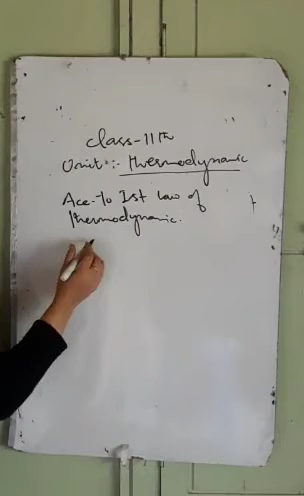 Class-11th
Unit:- Thermodynamic
Acc-to Ist Law of
thermodynamic.